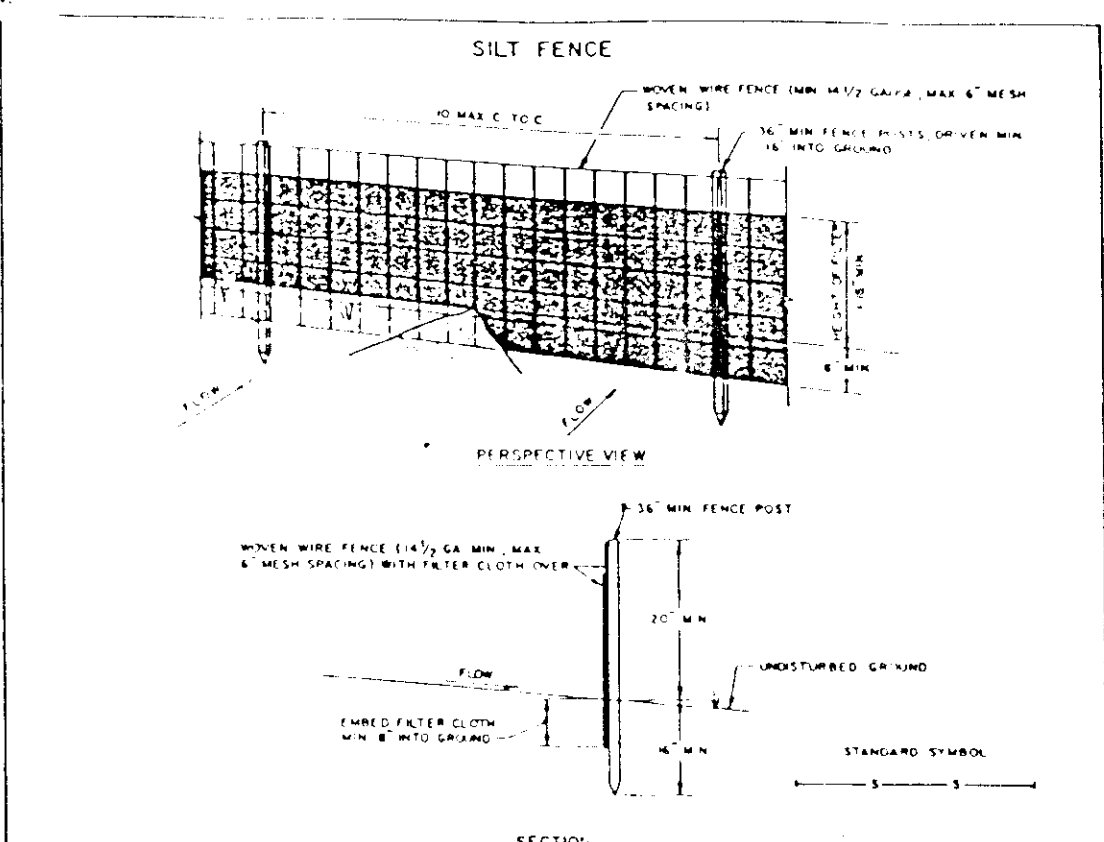 SILT FENCE
WOVEN WIRE FENCE (MIN 14 1/2 GAUGE, MAX 6" MESH
SPACING)
10 MAX C TO C
36" MIN FENCE POSTS, DRIVEN MIN
16" INTO GROUND
HEIGHT OF FILTER
MIN
MIN
FLOW
FLOW
PERSPECTIVE VIEW
36" MIN FENCE POST
WOVEN WIRE FENCE (14 1/2 GA MIN, MAX
6" MESH SPACING) WITH FILTER CLOTH OVER
20" MIN
FLOW
UNDISTURBED GROUND
EMBED FILTER CLOTH
MIN 8" INTO GROUND
16" MIN
STANDARD SYMBOL
S S
SECTION